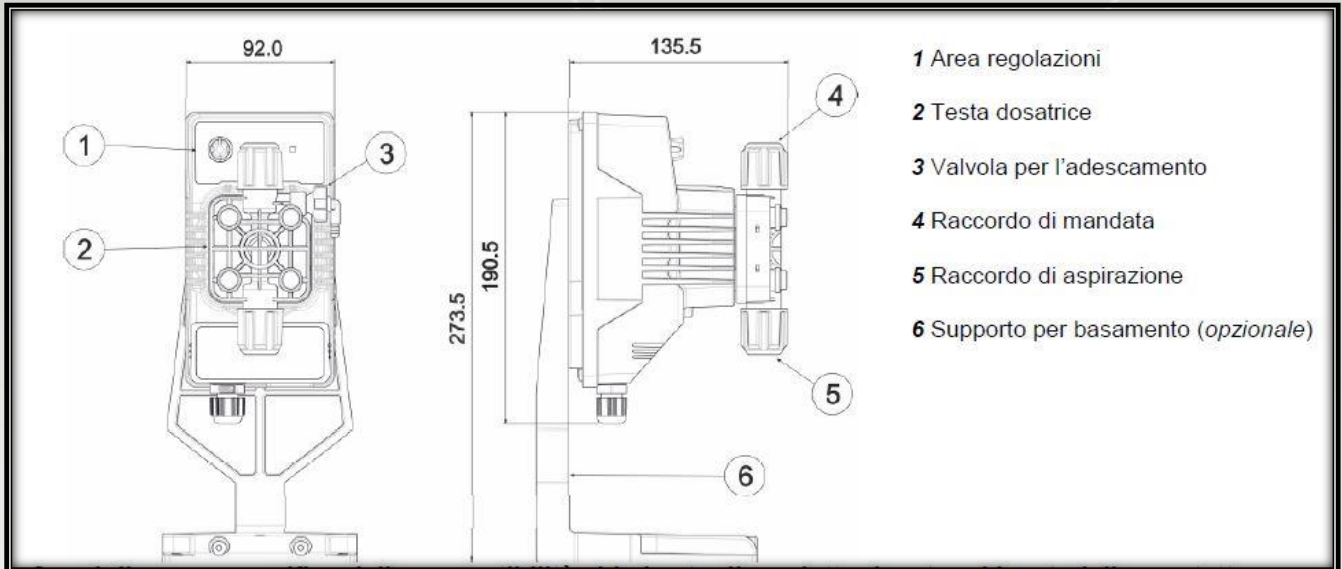 92.0
135.5
1
2
3
4
5
6
190.5
273.5
1 Area regolazioni
2 Testa dosatrice
3 Valvola per l'adescamento
4 Raccordo di mandata
5 Raccordo di aspirazione
6 Supporto per basamento (opzionale)